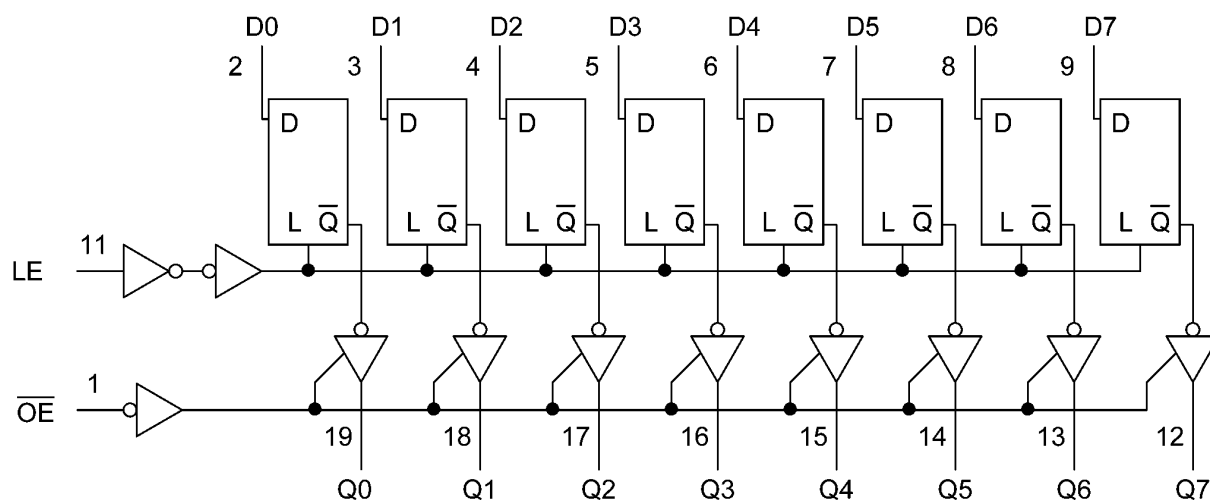 D0 D1 D2 D3 D4 D5 D6 D7
2 3 4 5 6 7 8 9
D D D D D D D D
L Q̅ L Q̅ L Q̅ L Q̅ L Q̅ L Q̅ L Q̅ L Q̅
11
LE
1
O̅E̅
19 18 17 16 15 14 13 12
Q0 Q1 Q2 Q3 Q4 Q5 Q6 Q7